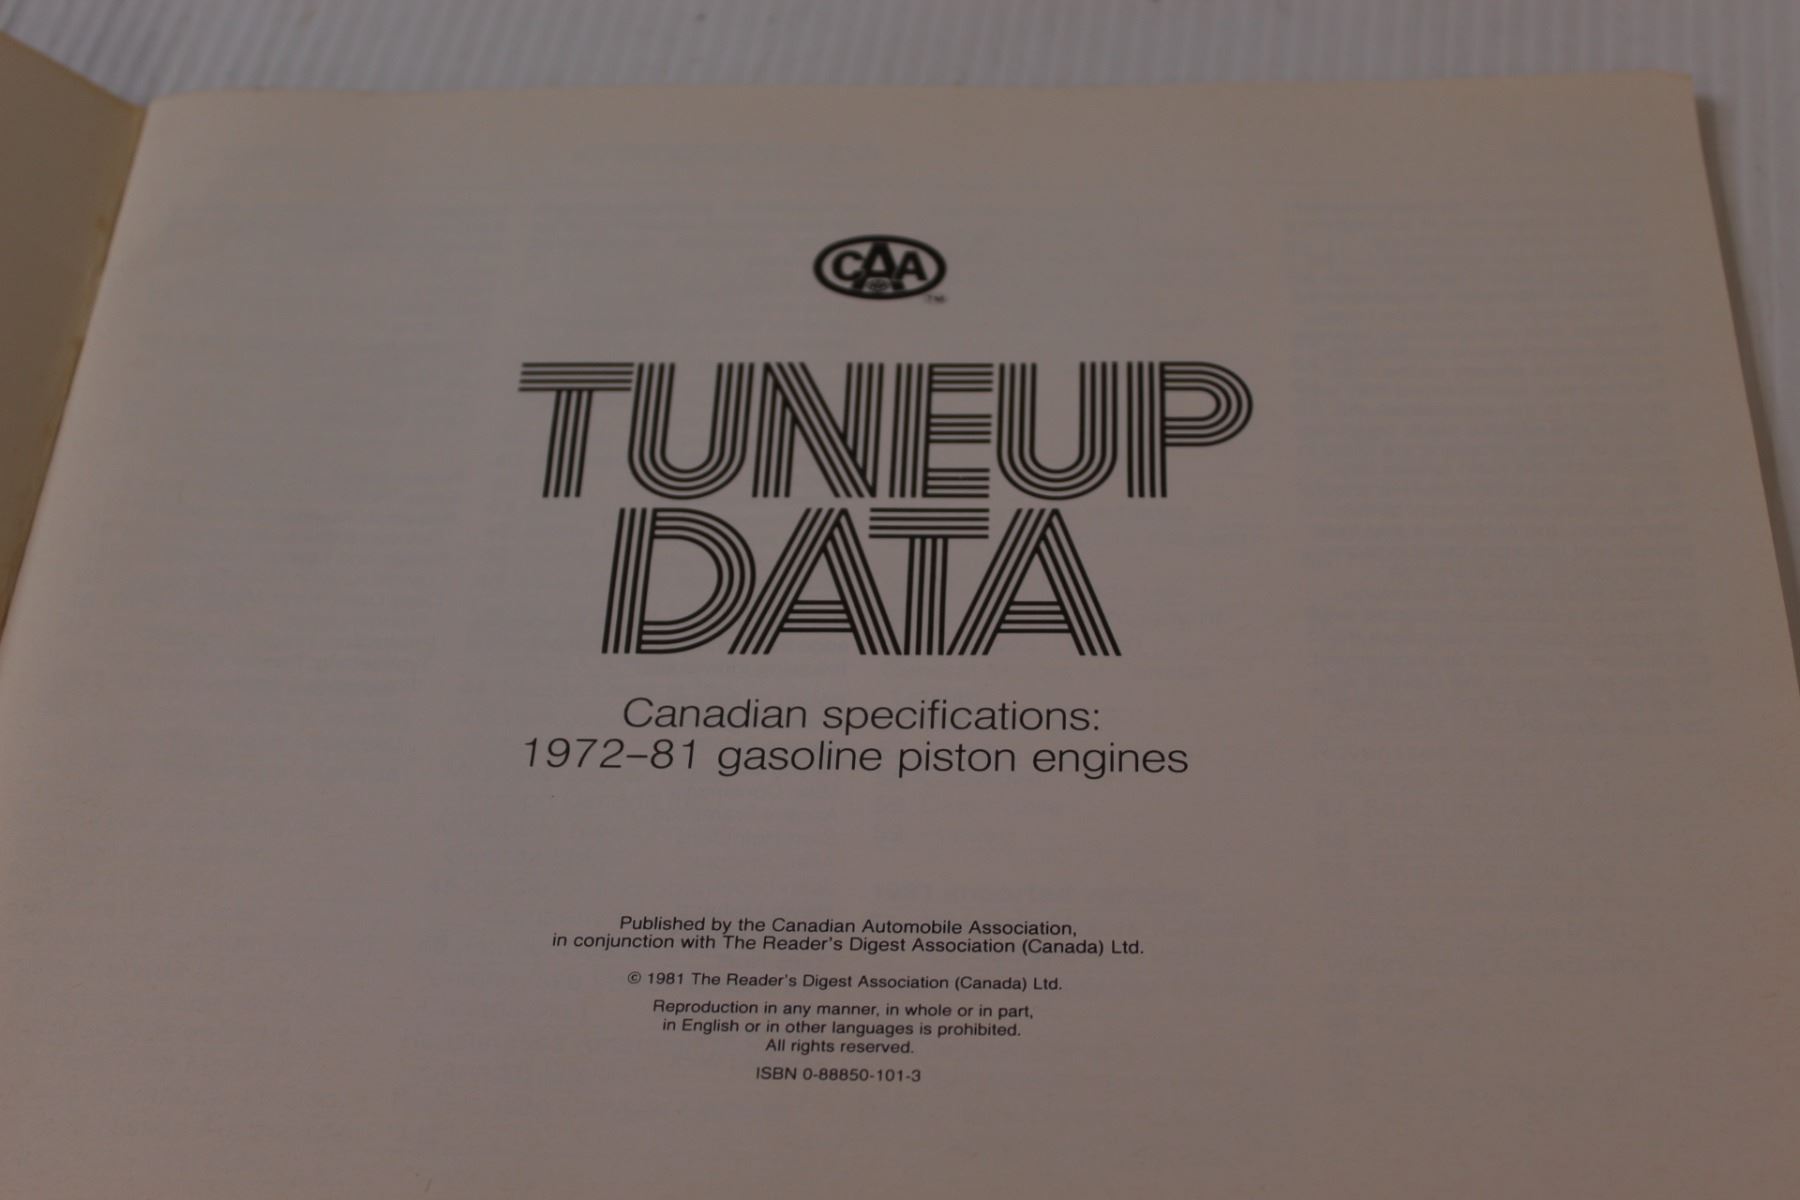 CAA
TM
TUNEUP
DATA
Canadian specifications:
1972–81 gasoline piston engines
Published by the Canadian Automobile Association,
in conjunction with The Reader's Digest Association (Canada) Ltd.
© 1981 The Reader's Digest Association (Canada) Ltd.
Reproduction in any manner, in whole or in part,
in English or in other languages is prohibited.
All rights reserved.
ISBN 0-88850-101-3